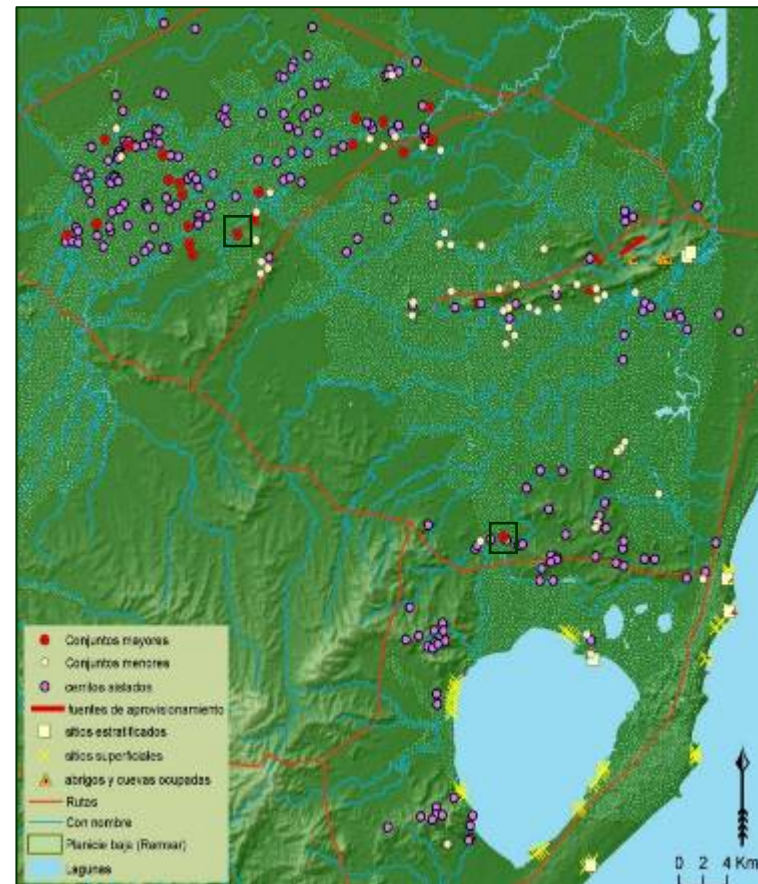 Conjuntos mayores
Conjuntos menores
cerritos aislados
fuentes de aprovisionamiento
sitios estratificados
sitios superficiales
abrigos y cuevas ocupadas
Rutas
Con nombre
Planicie baja (Ramsar)
Lagunas
0 2 4 Km